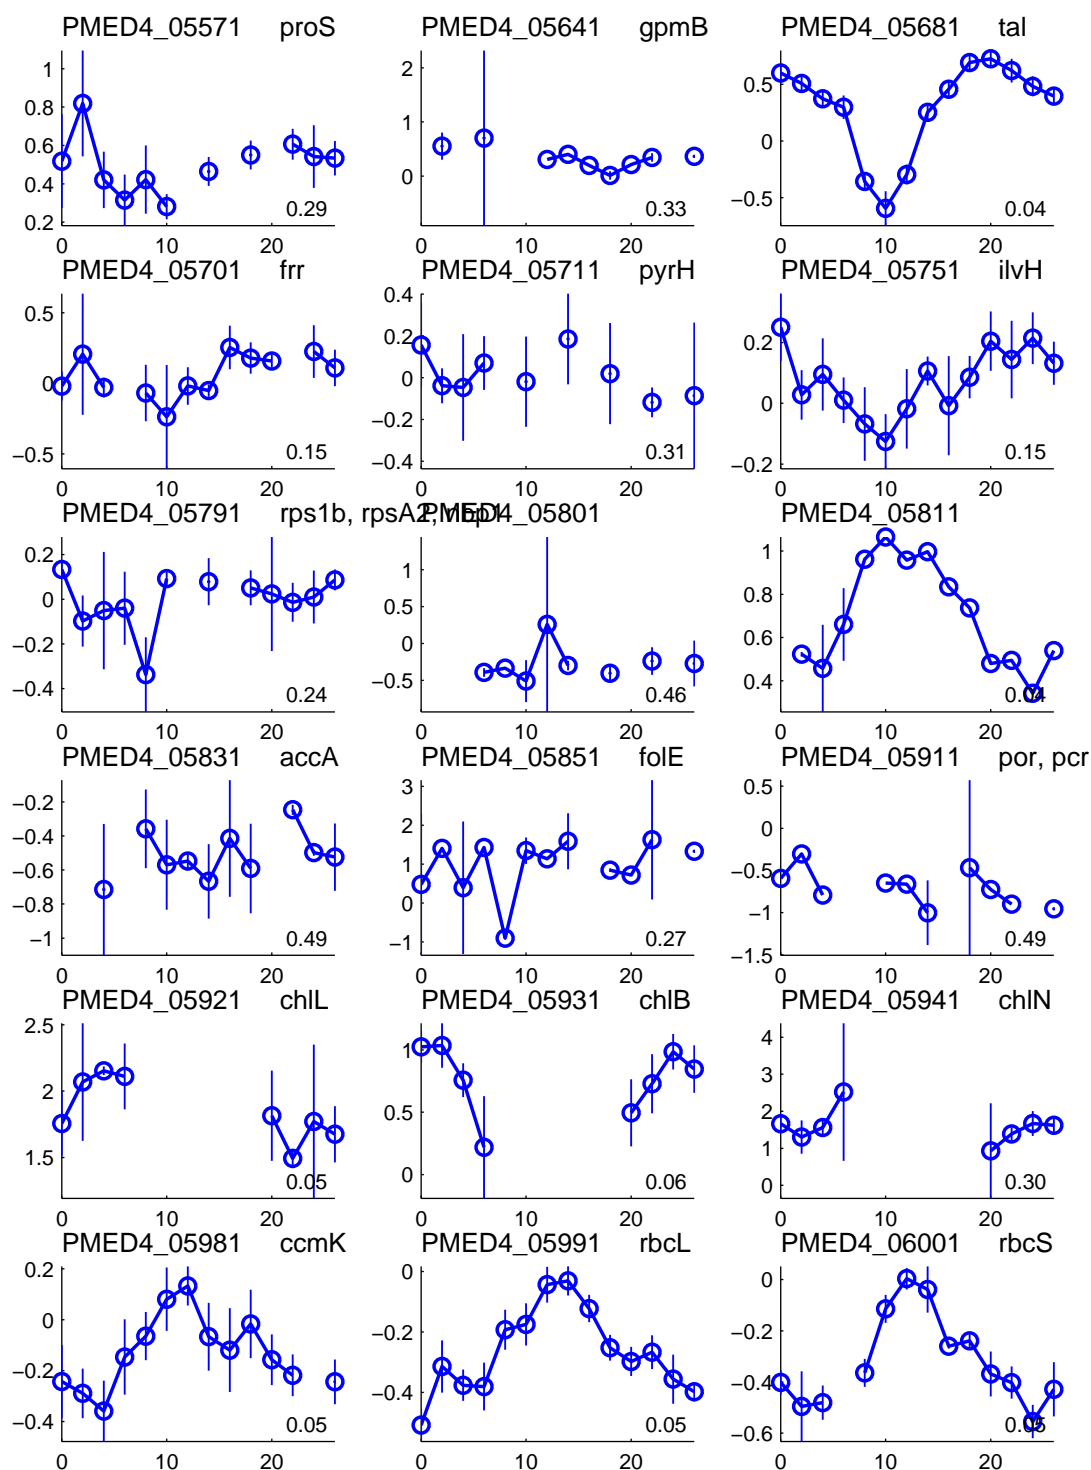 PMED4_05571 proS PMED4_05641 gpmB PMED4_05681 tal
1 0.8 0.6 0.4 0.2 0.29 0 10 20
2 1 0 0.33 0 10 20
0.5 0 −0.5 0.04 0 10 20
PMED4_05701 frr PMED4_05711 pyrH PMED4_05751 ilvH
0.5 0 −0.5 0.15 0 10 20
0.4 0.2 0 −0.2 −0.4 0.31 0 10 20
0.2 0 −0.2 0.15 0 10 20
PMED4_05791 rps1b, rpsA2, nbp1 PMED4_05801 PMED4_05811
0.2 0 −0.2 −0.4 0.24 0 10 20
1 0.5 0 −0.5 0.46 0 10 20
1 0.8 0.6 0.4 0.04 0 10 20
PMED4_05831 accA PMED4_05851 folE PMED4_05911 por, pcr
−0.2 −0.4 −0.6 −0.8 −1 0.49 0 10 20
3 2 1 0 −1 0.27 0 10 20
0.5 0 −0.5 −1 −1.5 0.49 0 10 20
PMED4_05921 chlL PMED4_05931 chlB PMED4_05941 chlN
2.5 2 1.5 0.05 0 10 20
1 0.5 0 0.06 0 10 20
4 3 2 1 0 0.30 0 10 20
PMED4_05981 ccmK PMED4_05991 rbcL PMED4_06001 rbcS
0.2 0 −0.2 −0.4 0.05 0 10 20
0 −0.2 −0.4 0.05 0 10 20
0 −0.2 −0.4 −0.6 0.05 0 10 20